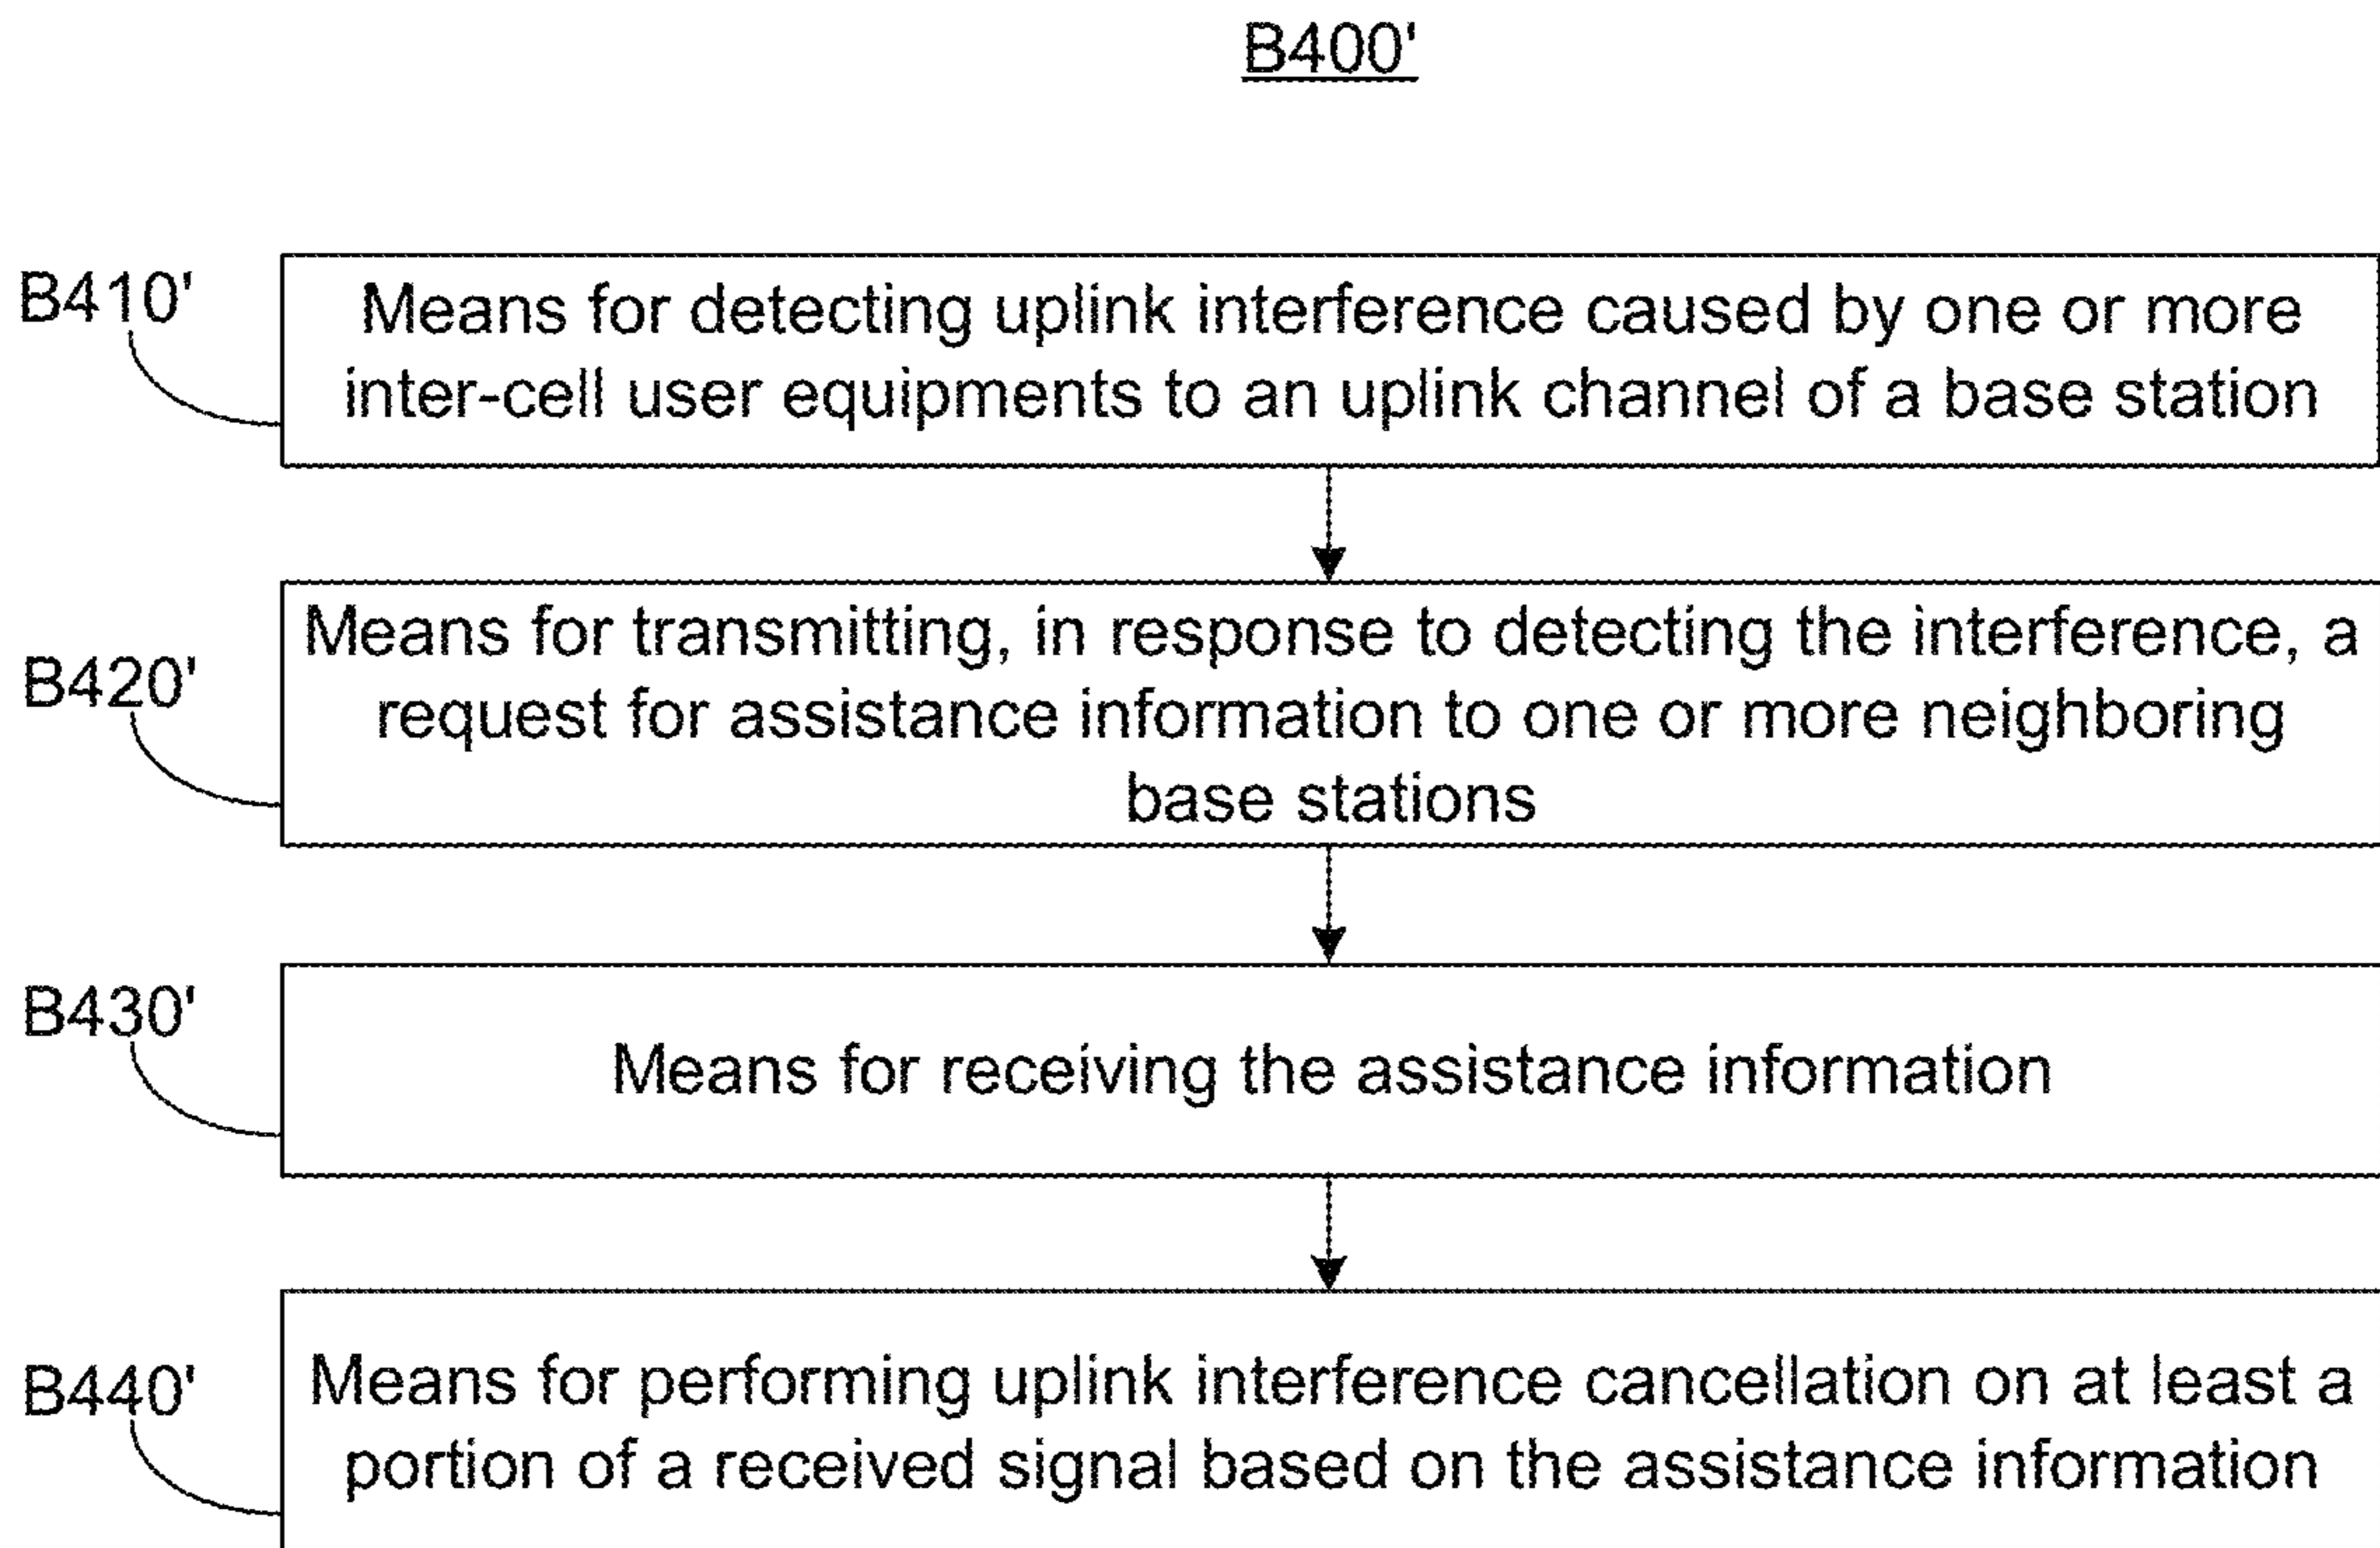 B400'
B410'
Means for detecting uplink interference caused by one or more
inter-cell user equipments to an uplink channel of a base station
B420'
Means for transmitting, in response to detecting the interference, a
request for assistance information to one or more neighboring
base stations
B430'
Means for receiving the assistance information
B440'
Means for performing uplink interference cancellation on at least a
portion of a received signal based on the assistance information